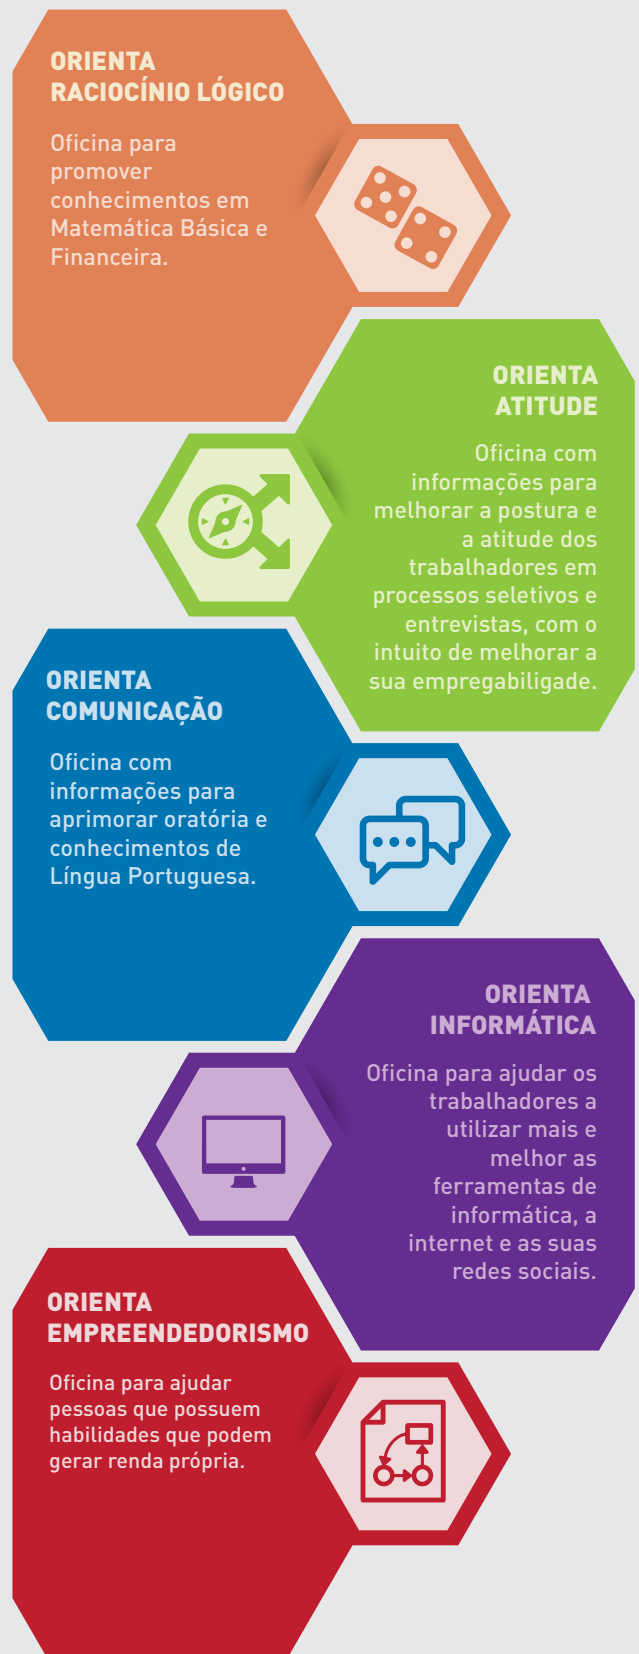 ORIENTA
RACIOCÍNIO LÓGICO
Oficina para
promover
conhecimentos em
Matemática Básica e
Financeira.
ORIENTA
ATITUDE
Oficina com
informações para
melhorar a postura e
a atitude dos
trabalhadores em
processos seletivos e
entrevistas, com o
intuito de melhorar a
sua empregabiligade.
ORIENTA
COMUNICAÇÃO
Oficina com
informações para
aprimorar oratória e
conhecimentos de
Língua Portuguesa.
ORIENTA
INFORMÁTICA
Oficina para ajudar os
trabalhadores a
utilizar mais e
melhor as
ferramentas de
informática, a
internet e as suas
redes sociais.
ORIENTA
EMPREENDEDORISMO
Oficina para ajudar
pessoas que possuem
habilidades que podem
gerar renda própria.